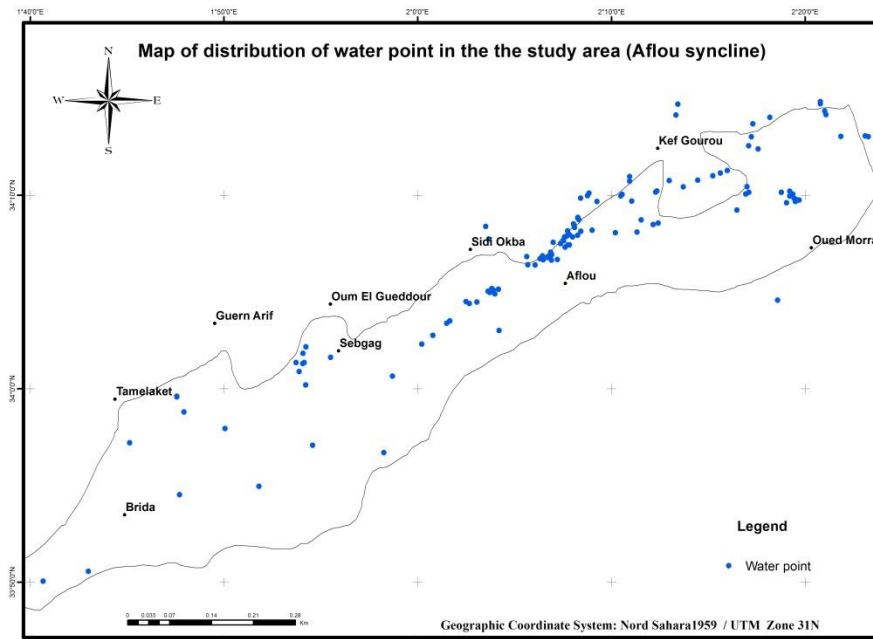 1°40'0"E 1°50'0"E 2°0'0"E 2°10'0"E 2°20'0"E
Map of distribution of water point in the the study area (Aflou syncline)
N
W E
S
Kef Gourou
34°10'0"N
Sidi Okba
Oued Morra
Aflou
Oum El Gueddour
Guern Arif
Sebgag
34°0'0"N
Tamelaket
Brida
Legend
Water point
33°50'0"N
0 0.035 0.07 0.14 0.21 0.28
Km
Geographic Coordinate System: Nord Sahara1959 / UTM Zone 31N